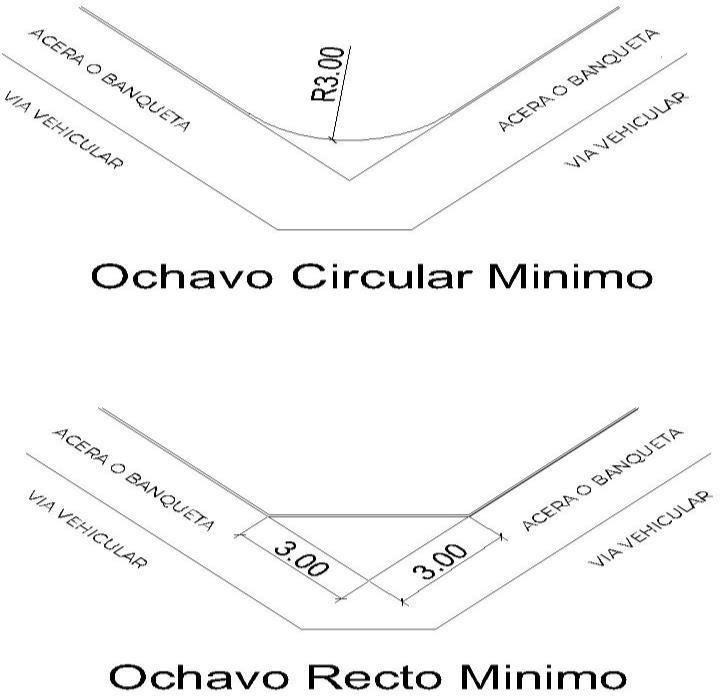 ACERA O BANQUETA
VIA VEHICULAR
R3.00
ACERA O BANQUETA
VIA VEHICULAR
Ochavo Circular Minimo
ACERA O BANQUETA
VIA VEHICULAR
3.00
3.00
ACERA O BANQUETA
VIA VEHICULAR
Ochavo Recto Minimo